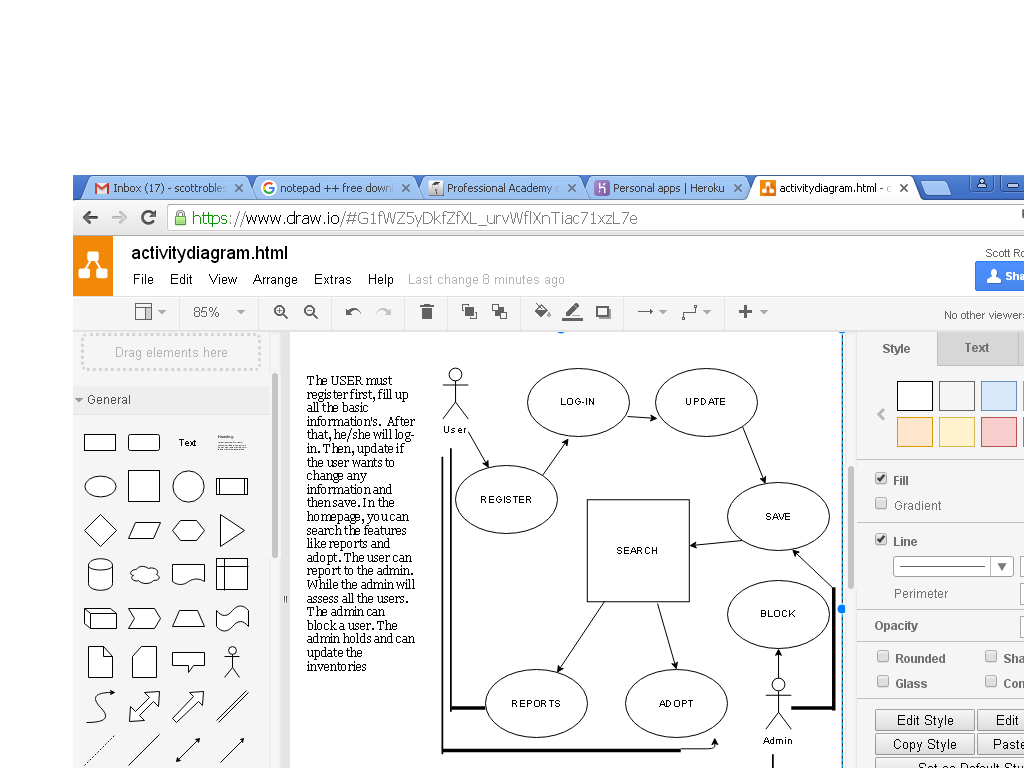 Inbox (17) - scottrobles
notepad ++ free down
Professional Academy
Personal apps | Heroku
activitydiagram.html -
https://www.draw.io/#G1fWZ5yDkfZfXL_urvWflXnTiac71xzL7e
activitydiagram.html
Scott Ro
File Edit View Arrange Extras Help Last change 8 minutes ago
Sha
85%
No other viewer
Drag elements here
General
Text
Heading
Style
Text
Fill
Gradient
Line
Perimeter
Opacity
Rounded
Sha
Glass
Con
Edit Style
Edit
Copy Style
Paste
Set as Default Sty
The USER must
register first, fill up
all the basic
information's. After
that, he/she will log-
in. Then, update if
the user wants to
change any
information and
then save. In the
homepage, you can
search the features
like reports and
adopt. The user can
report to the admin.
While the admin will
assess all the users.
The admin can
block a user. The
admin holds and can
update the
inventories
User
LOG-IN
UPDATE
REGISTER
SAVE
SEARCH
BLOCK
REPORTS
ADOPT
Admin